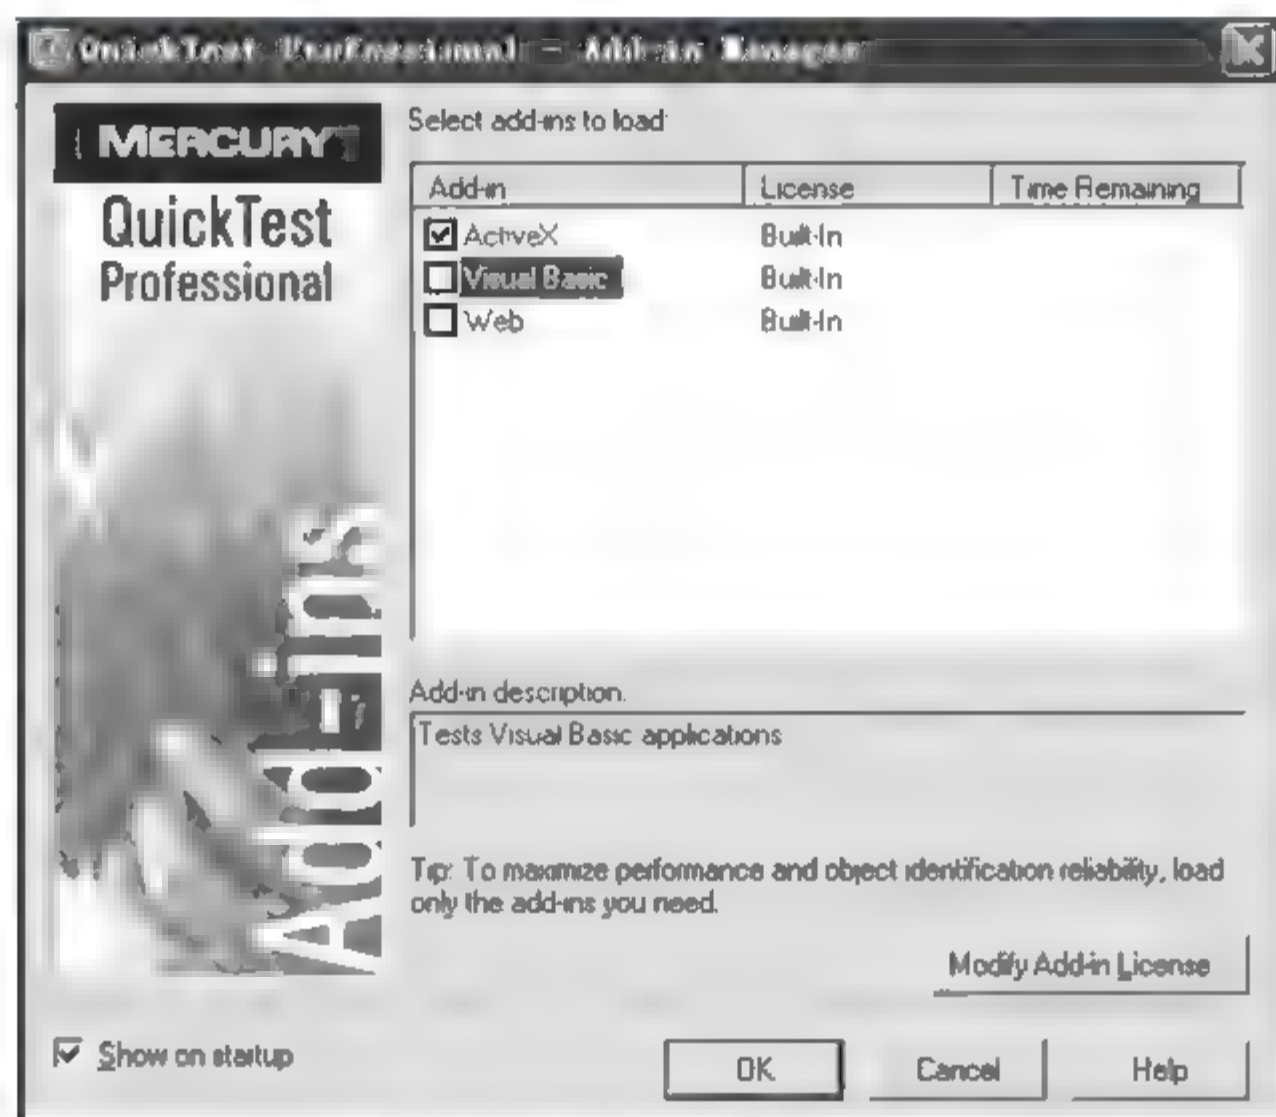 QuickTest Professional - Add-in Manager
MERCURY
QuickTest
Professional
Add-ins
Select add-ins to load:
Add-in License Time Remaining
ActiveX Built-In
Visual Basic Built-In
Web Built-In
Add-in description.
Tests Visual Basic applications
Tip: To maximize performance and object identification reliability, load
only the add-ins you need.
Modify Add-in License
Show on startup
OK Cancel Help